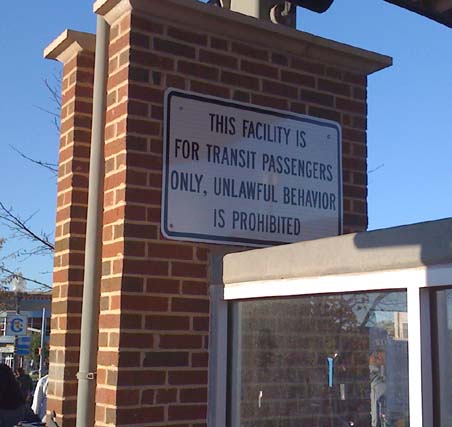 THIS FACILITY IS
FOR TRANSIT PASSENGERS
ONLY, UNLAWFUL BEHAVIOR
IS PROHIBITED